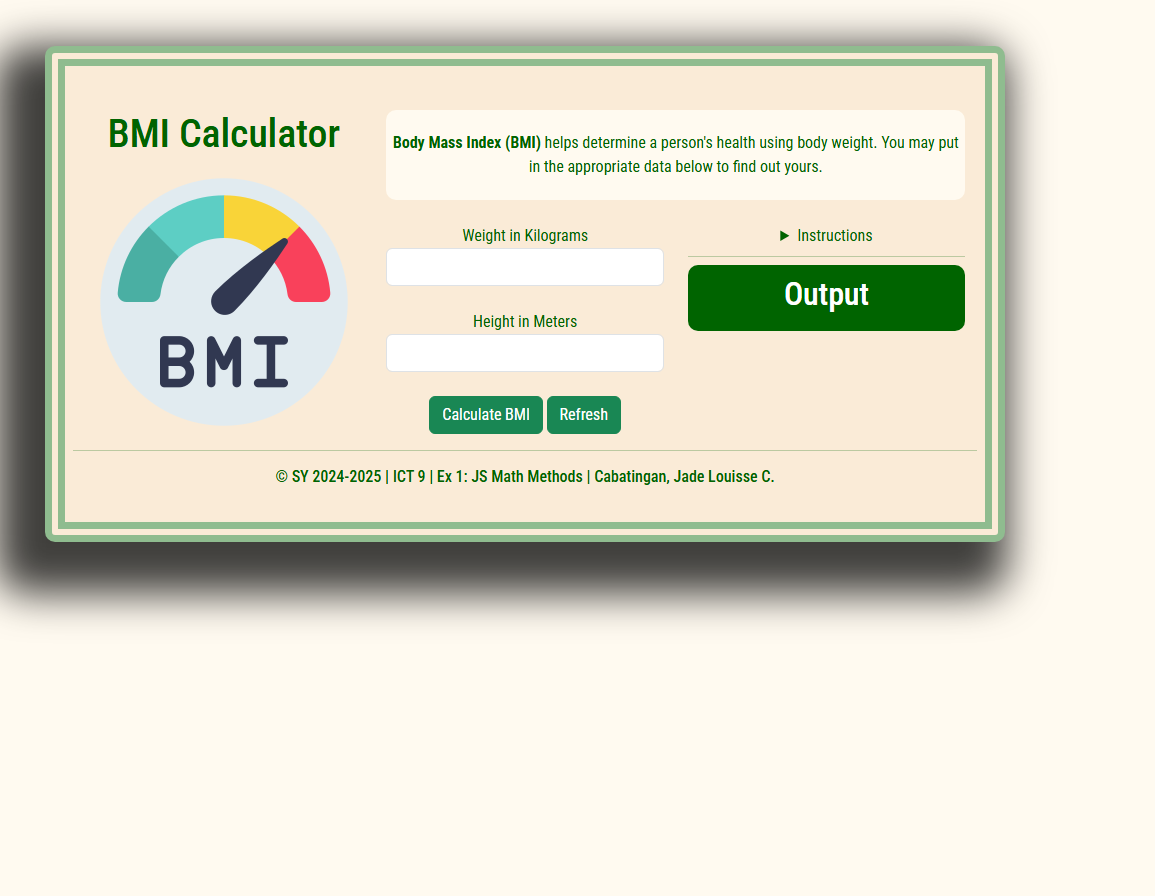 BMI Calculator
BMI
Body Mass Index (BMI) helps determine a person's health using body weight. You may put
in the appropriate data below to find out yours.
Weight in Kilograms
Height in Meters
Calculate BMI
Refresh
Instructions
Output
© SY 2024-2025 | ICT 9 | Ex 1: JS Math Methods | Cabatingan, Jade Louisse C.